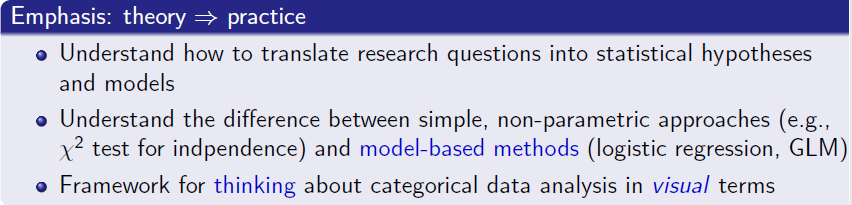 Emphasis: theory ⇒ practice
Understand how to translate research questions into statistical hypotheses
and models
Understand the difference between simple, non-parametric approaches (e.g.,
χ² test for indpendence) and model-based methods (logistic regression, GLM)
Framework for thinking about categorical data analysis in visual terms